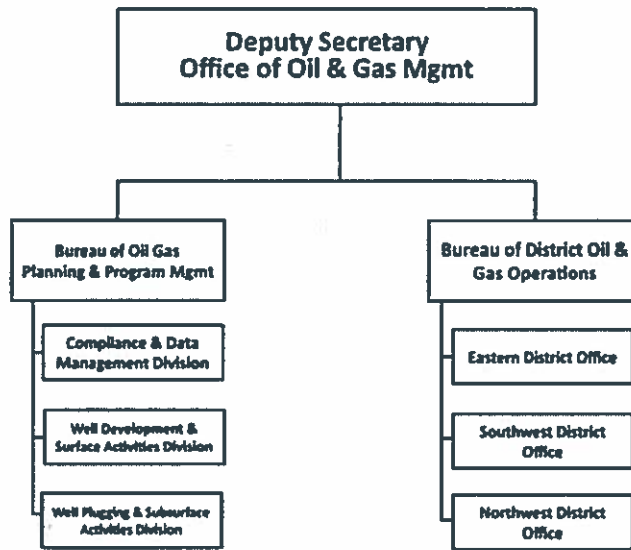 Deputy Secretary
Office of Oil & Gas Mgmt
Bureau of Oil Gas
Planning & Program Mgmt
Compliance & Data
Management Division
Well Development &
Surface Activities Division
Well Plugging & Subsurface
Activities Division
Bureau of District Oil &
Gas Operations
Eastern District Office
Southwest District
Office
Northwest District
Office